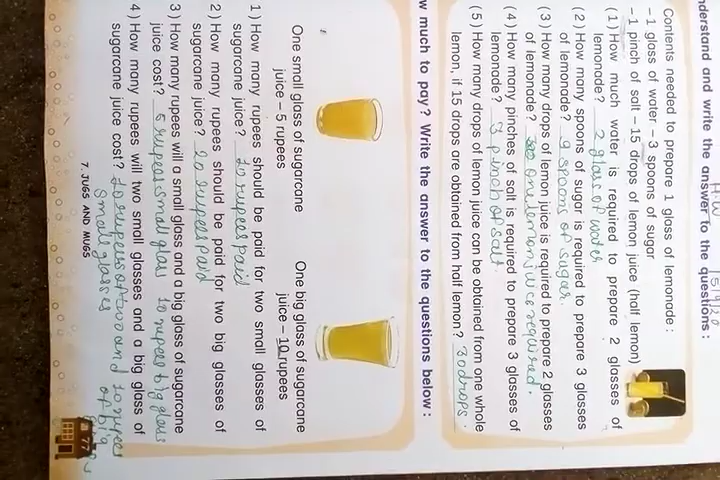 H.W 15/4/20
nderstand and write the answer to the questions :
Contents needed to prepare 1 glass of lemonade :
– 1 glass of water – 3 spoons of sugar
– 1 pinch of salt – 15 drops of lemon juice (half lemon)
(1) How much water is required to prepare 2 glasses of
lemonade? 2 glass of water
(2) How many spoons of sugar is required to prepare 3 glasses
of lemonade? 9 spoons of sugar.
(3) How many drops of lemon juice is required to prepare 2 glasses
of lemonade? one lemon juice required.
(4) How many pinches of salt is required to prepare 3 glasses of
lemonade? 3 pinch of salt.
(5) How many drops of lemon juice can be obtained from one whole
lemon, if 15 drops are obtained from half lemon? 30 drops.
w much to pay? Write the answer to the questions below :
One small glass of sugarcane
juice – 5 rupees
One big glass of sugarcane
juice – 10 rupees
1) How many rupees should be paid for two small glasses of
sugarcane juice? 10 rupees paid
2) How many rupees should be paid for two big glasses of
sugarcane juice? 20 rupees paid
3) How many rupees will a small glass and a big glass of sugarcane
juice cost? 5 rupees small glass 10 rupees big glass
4) How many rupees will two small glasses and a big glass of
sugarcane juice cost? 10 rupees of two and 10 rupees
small glasses of big
7. JUGS AND MUGS
77